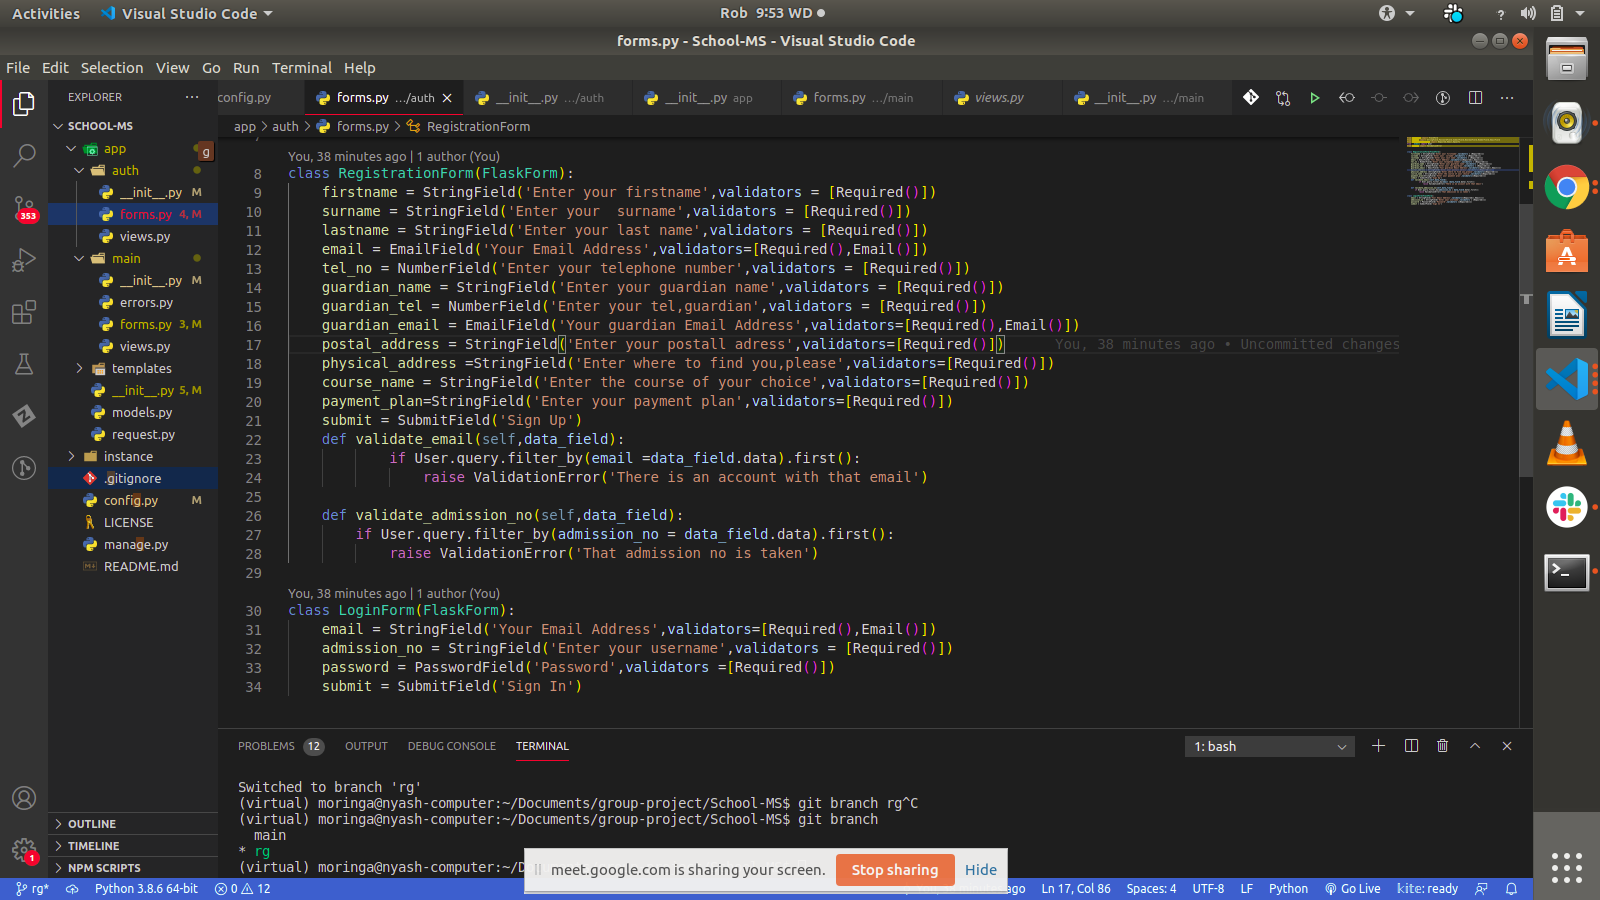 Activities Visual Studio Code Rob 9:53 WD
forms.py - School-MS - Visual Studio Code
File Edit Selection View Go Run Terminal Help
EXPLORER
SCHOOL-MS
app
g
auth
__init__.py M
forms.py 4, M
views.py
main
__init__.py M
errors.py
forms.py 3, M
views.py
templates
__init__.py 5, M
models.py
request.py
instance
.gitignore
config.py M
LICENSE
manage.py
README.md
OUTLINE
TIMELINE
NPM SCRIPTS
353
1
config.py forms.py .../auth __init__.py .../auth __init__.py app forms.py .../main views.py __init__.py .../main
app > auth > forms.py > RegistrationForm
You, 38 minutes ago | 1 author (You)
8 class RegistrationForm(FlaskForm):
9 firstname = StringField('Enter your firstname',validators = [Required()])
10 surname = StringField('Enter your  surname',validators = [Required()])
11 lastname = StringField('Enter your last name',validators = [Required()])
12 email = EmailField('Your Email Address',validators=[Required(),Email()])
13 tel_no = NumberField('Enter your telephone number',validators = [Required()])
14 guardian_name = StringField('Enter your guardian name',validators = [Required()])
15 guardian_tel = NumberField('Enter your tel,guardian',validators = [Required()])
16 guardian_email = EmailField('Your guardian Email Address',validators=[Required(),Email()])
17 postal_address = StringField('Enter your postall adress',validators=[Required()]) You, 38 minutes ago • Uncommitted changes
18 physical_address =StringField('Enter where to find you,please',validators=[Required()])
19 course_name = StringField('Enter the course of your choice',validators=[Required()])
20 payment_plan=StringField('Enter your payment plan',validators=[Required()])
21 submit = SubmitField('Sign Up')
22 def validate_email(self,data_field):
23 if User.query.filter_by(email =data_field.data).first():
24 raise ValidationError('There is an account with that email')
25
26 def validate_admission_no(self,data_field):
27 if User.query.filter_by(admission_no = data_field.data).first():
28 raise ValidationError('That admission no is taken')
29
You, 38 minutes ago | 1 author (You)
30 class LoginForm(FlaskForm):
31 email = StringField('Your Email Address',validators=[Required(),Email()])
32 admission_no = StringField('Enter your username',validators = [Required()])
33 password = PasswordField('Password',validators =[Required()])
34 submit = SubmitField('Sign In')
PROBLEMS 12 OUTPUT DEBUG CONSOLE TERMINAL 1: bash
Switched to branch 'rg'
(virtual) moringa@nyash-computer:~/Documents/group-project/School-MS$ git branch rg^C
(virtual) moringa@nyash-computer:~/Documents/group-project/School-MS$ git branch
main
* rg
(virtual) moringa@nyash-computer:~/D
meet.google.com is sharing your screen. Stop sharing Hide
rg* Python 3.8.6 64-bit 0 12 ago Ln 17, Col 86 Spaces: 4 UTF-8 LF Python Go Live kite: ready